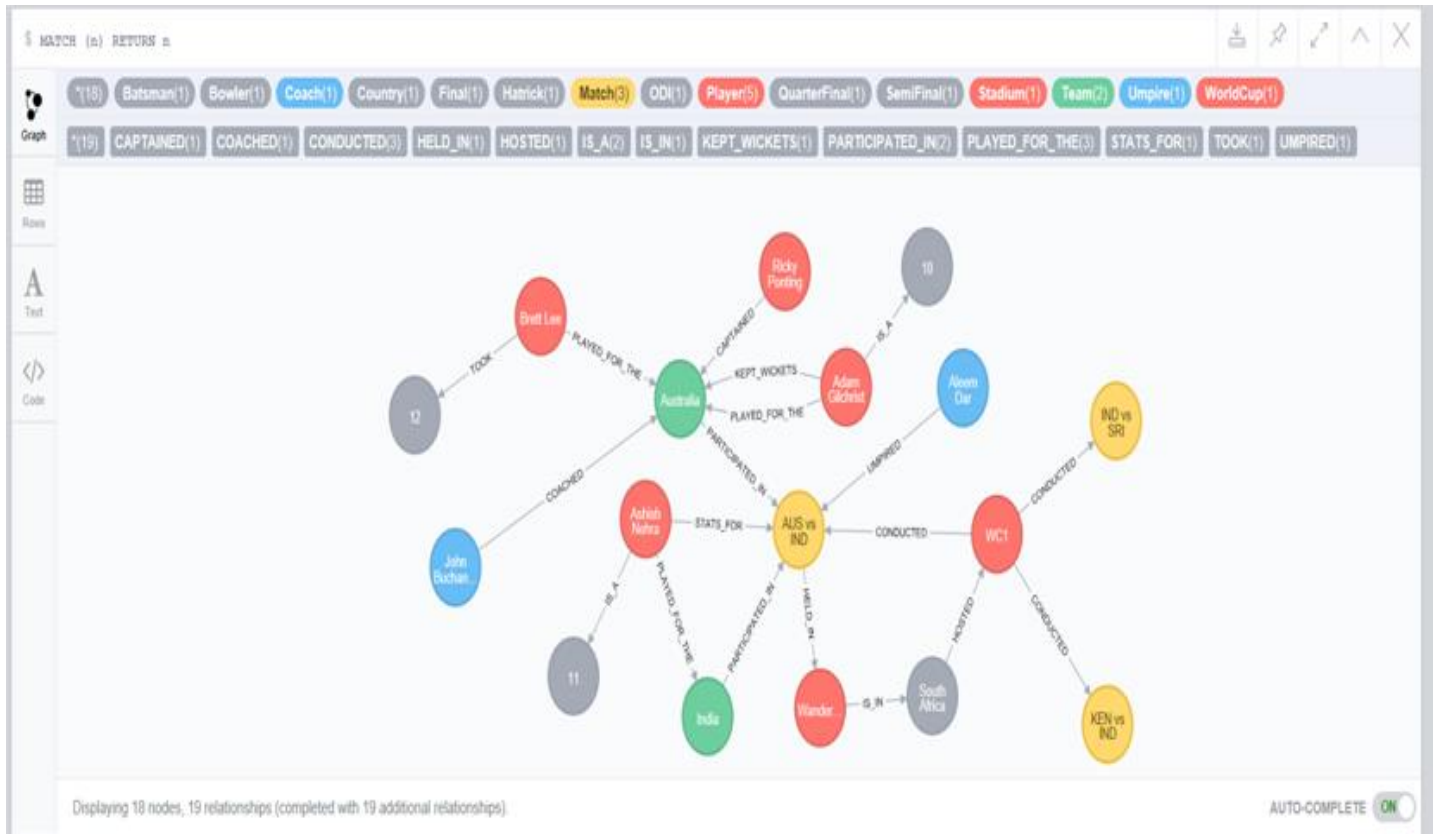 $ MATCH (n) RETURN n
Graph
*(18) Batsman(1) Bowler(1) Coach(1) Country(1) Final(1) Hatrick(1) Match(3) ODI(1) Player(5) QuarterFinal(1) SemiFinal(1) Stadium(1) Team(2) Umpire(1) WorldCup(1)
*(19) CAPTAINED(1) COACHED(1) CONDUCTED(3) HELD_IN(1) HOSTED(1) IS_A(2) IS_IN(1) KEPT_WICKETS(1) PARTICIPATED_IN(2) PLAYED_FOR_THE(3) STATS_FOR(1) TOOK(1) UMPIRED(1)
Rows
A
Text
</>
Code
Ricky
Ponting
10
Brett Lee
PLAYED_FOR_THE
CAPTAINED
IS_A
TOOK
KEPT_WICKETS
Adam
Gilchrist
Aleem
Dar
Australia
PLAYED_FOR_THE
12
IND vs
SRI
PARTICIPATED_IN
UMPIRED
CONDUCTED
COACHED
Ashish
Nehra
STATS_FOR
AUS vs
IND
CONDUCTED
WC1
John
Buchan...
IS_A
PLAYED_FOR_THE
PARTICIPATED_IN
HELD_IN
HOSTED
CONDUCTED
11
India
Wander...
IS_IN
South
Africa
KEN vs
IND
Displaying 18 nodes, 19 relationships (completed with 19 additional relationships).
AUTO-COMPLETE ON